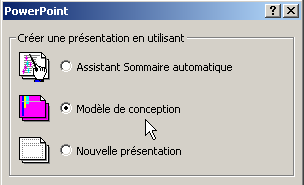 PowerPoint
Créer une présentation en utilisant
Assistant Sommaire automatique
Modèle de conception
Nouvelle présentation